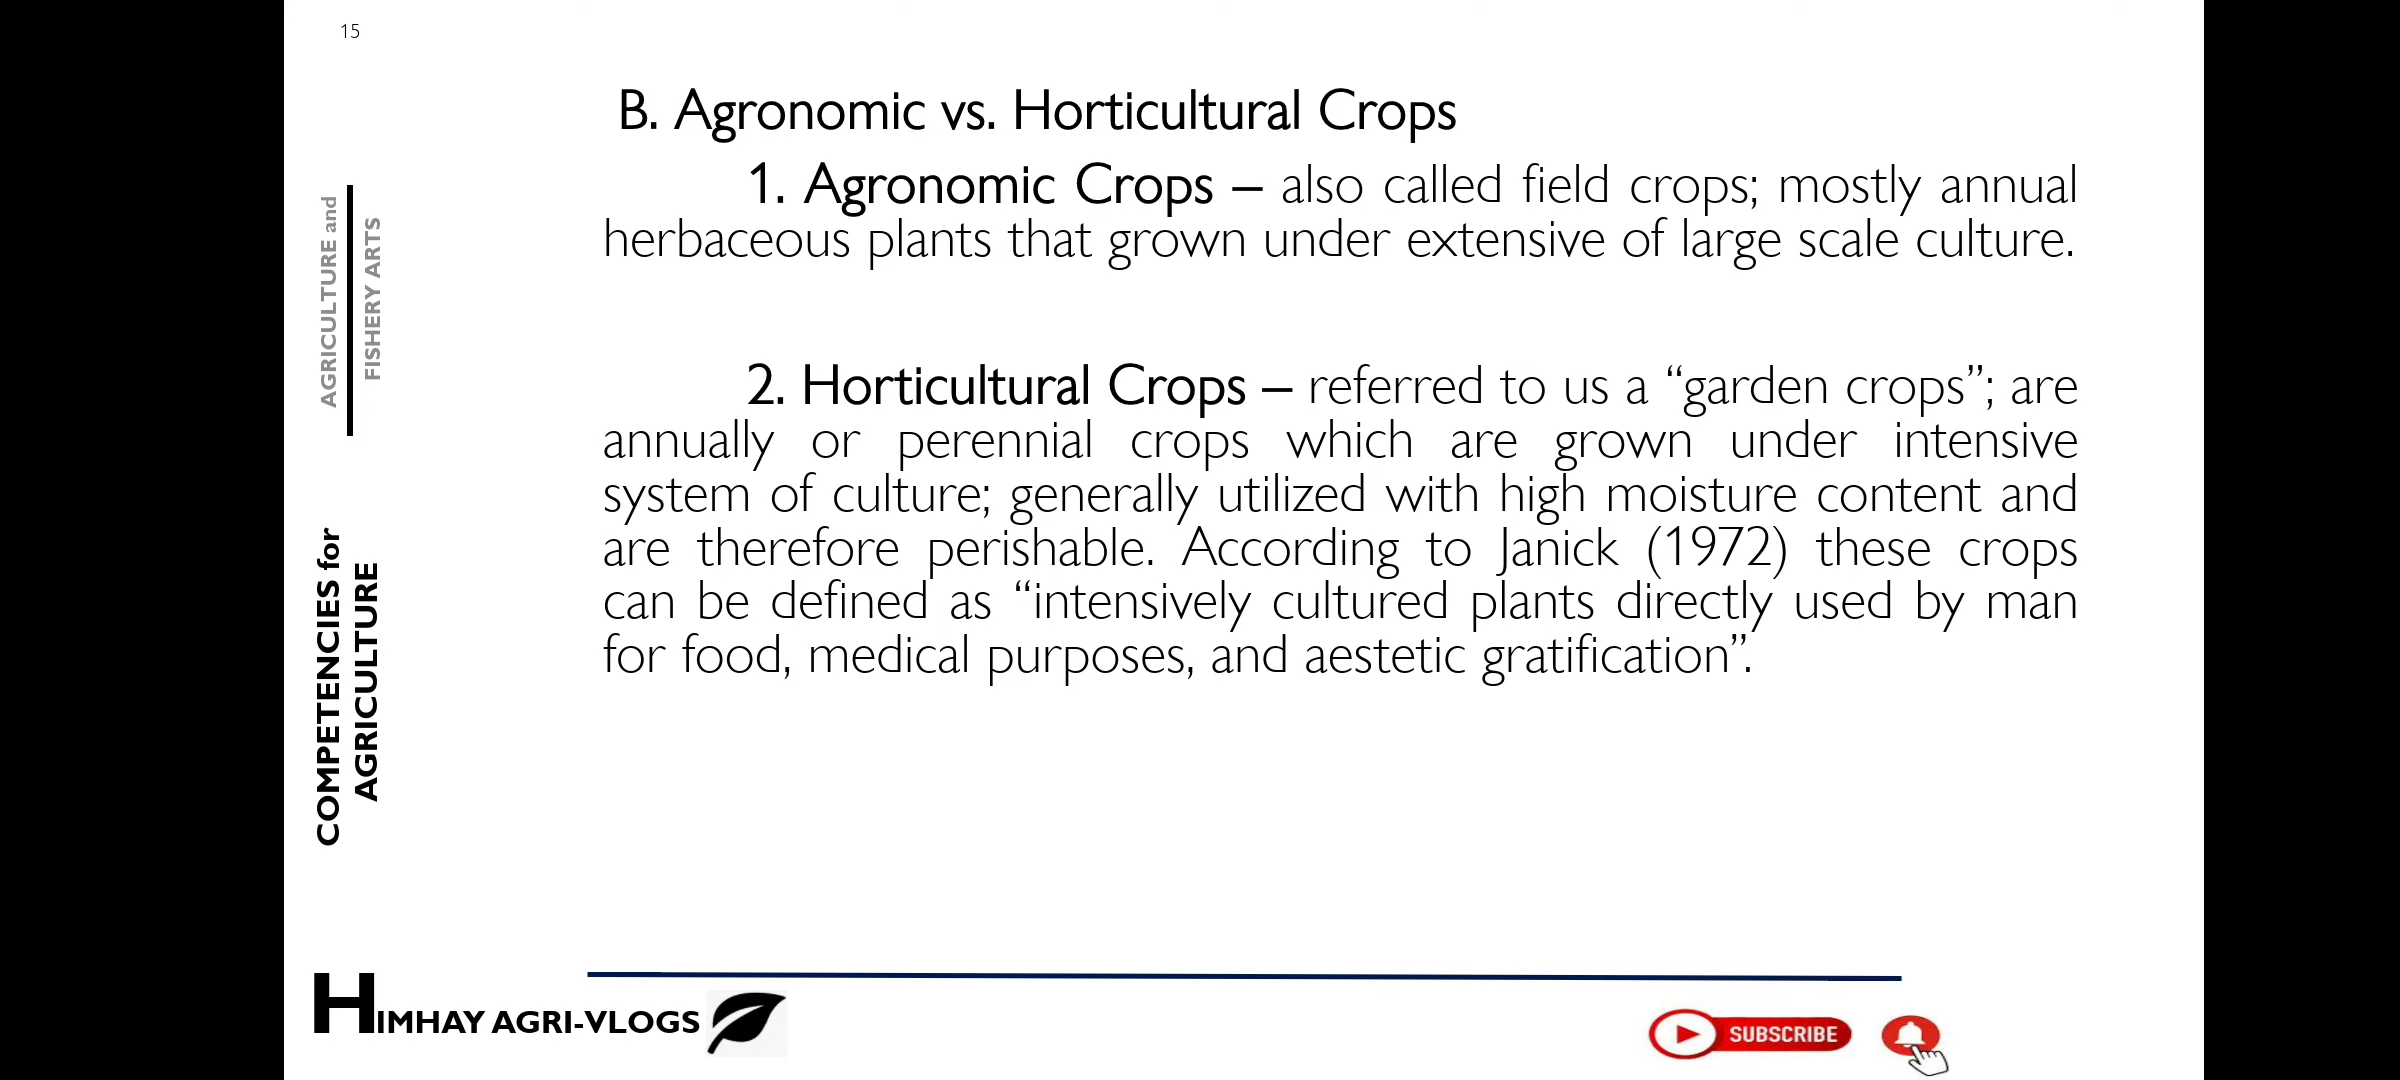 15
B. Agronomic vs. Horticultural Crops
1. Agronomic Crops – also called field crops; mostly annual
herbaceous plants that grown under extensive of large scale culture.
2. Horticultural Crops – referred to us a “garden crops”; are
annually or perennial crops which are grown under intensive
system of culture; generally utilized with high moisture content and
are therefore perishable. According to Janick (1972) these crops
can be defined as “intensively cultured plants directly used by man
for food, medical purposes, and aestetic gratification”.
AGRICULTURE and
FISHERY ARTS
COMPETENCIES for
AGRICULTURE
HIMHAY AGRI-VLOGS
SUBSCRIBE